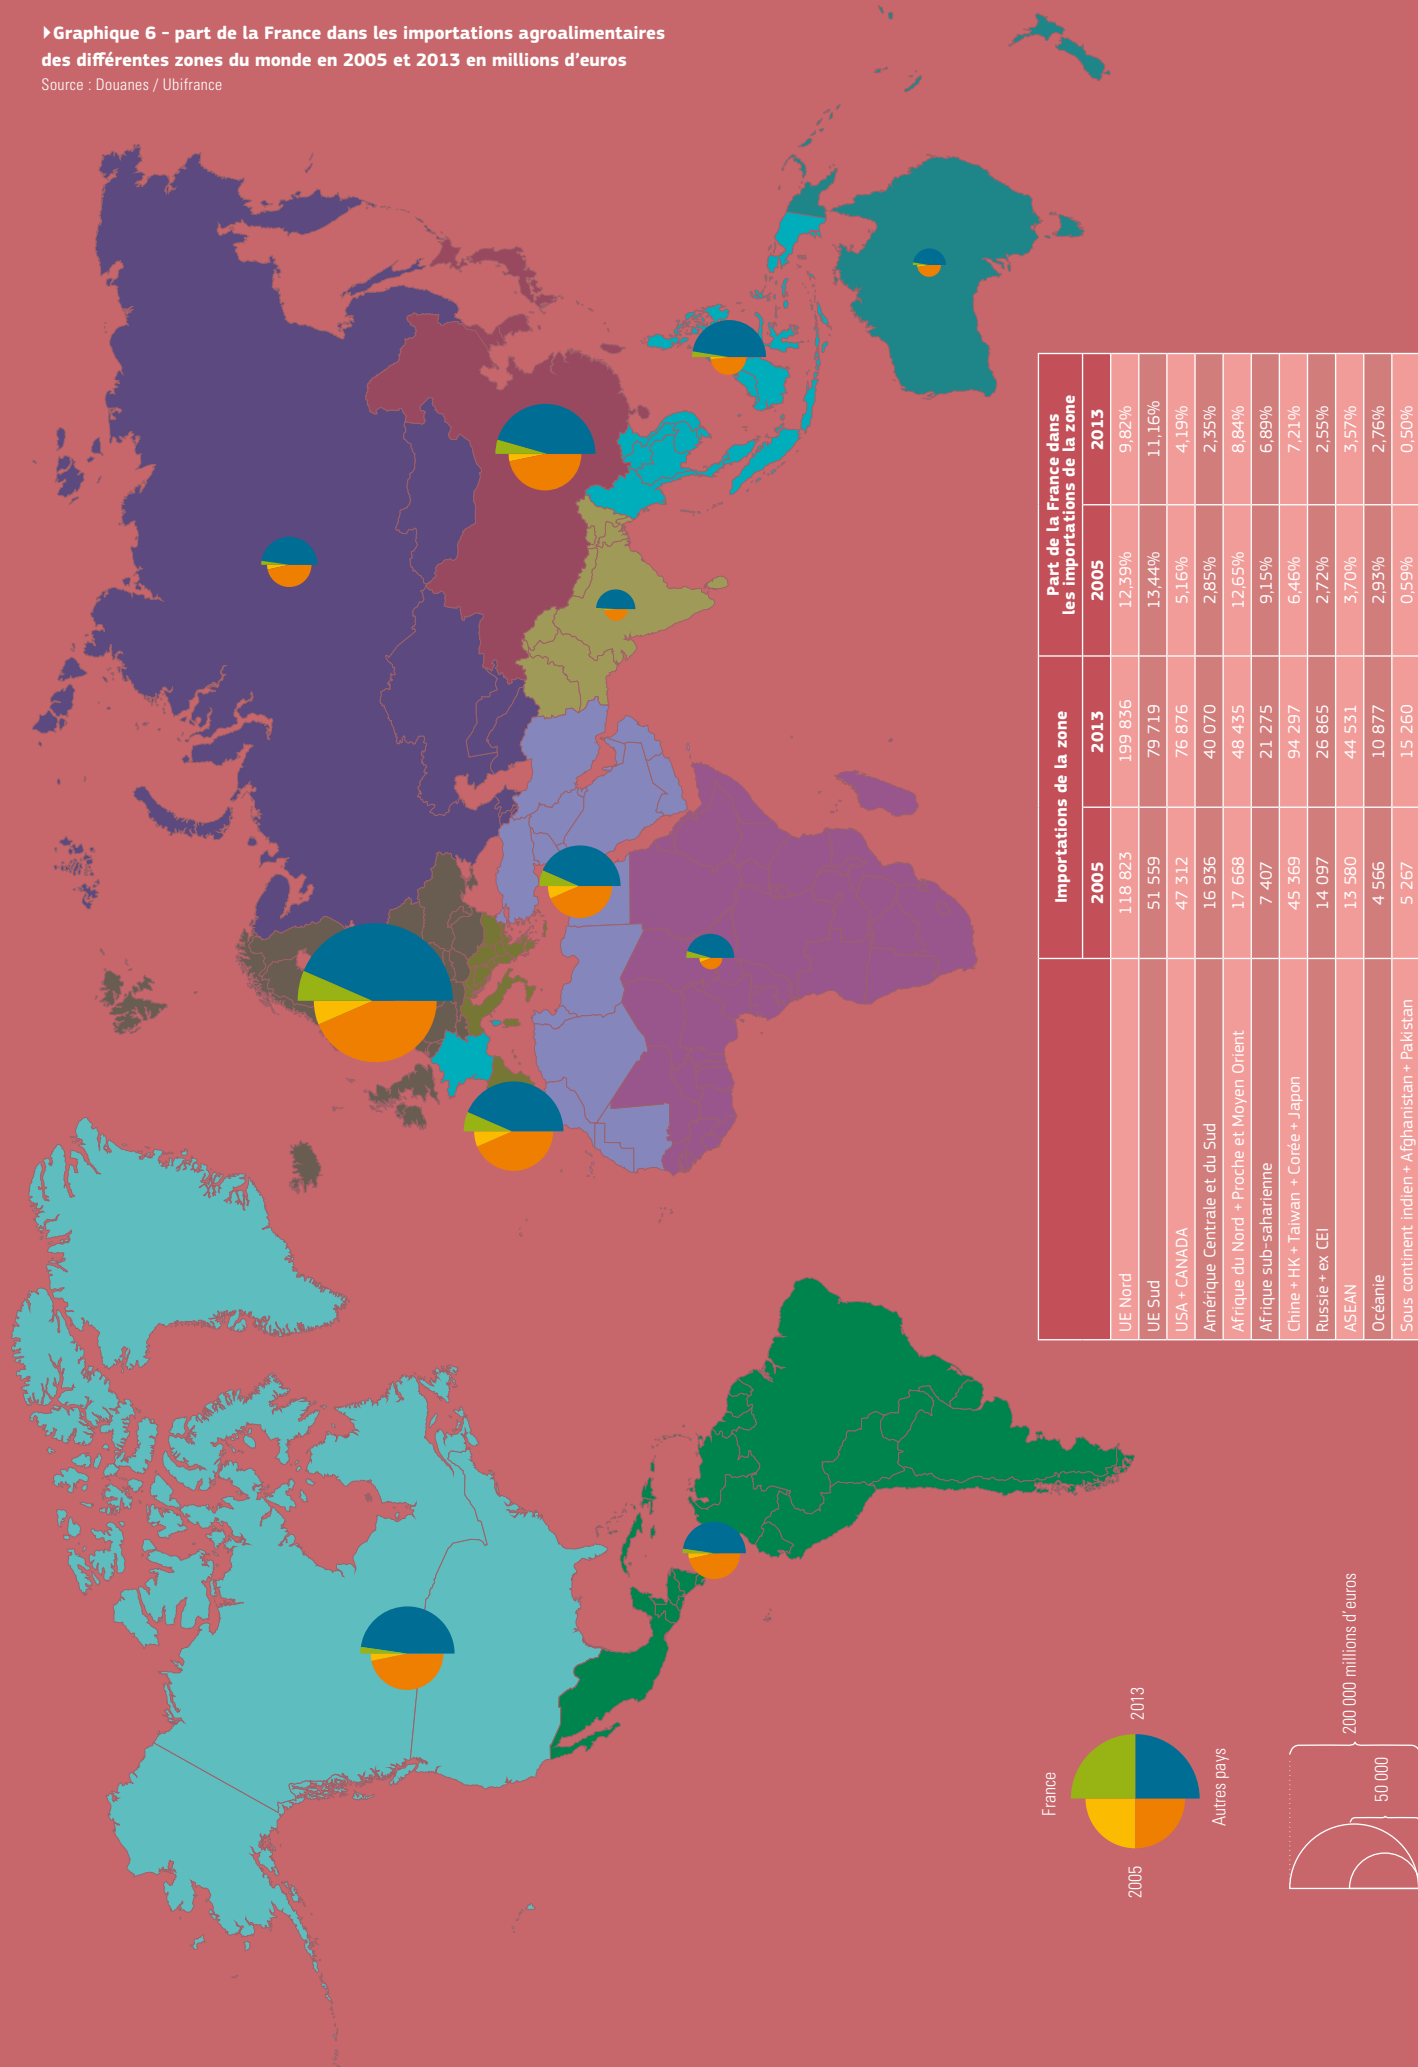 Graphique 6 - part de la France dans les importations agroalimentaires
des différentes zones du monde en 2005 et 2013 en millions d'euros
Source : Douanes / Ubifrance
Importations de la zone
Part de la France dans
les importations de la zone
2005 2013 2005 2013
UE Nord 118 823 199 836 12,39% 9,82%
UE Sud 51 559 79 719 13,44% 11,16%
USA + CANADA 47 312 76 876 5,16% 4,19%
Amérique Centrale et du Sud 16 936 40 070 2,85% 2,35%
Afrique du Nord + Proche et Moyen Orient 17 668 48 435 12,65% 8,84%
Afrique sub-saharienne 7 407 21 275 9,15% 6,89%
Chine + HK + Taiwan + Corée + Japon 45 369 94 297 6,46% 7,21%
Russie + ex CEI 14 097 26 865 2,72% 2,55%
ASEAN 13 580 44 531 3,70% 3,57%
Océanie 4 566 10 877 2,93% 2,76%
Sous continent indien + Afghanistan + Pakistan 5 267 15 260 0,59% 0,50%
France
2005
2013
Autres pays
200 000 millions d'euros
50 000